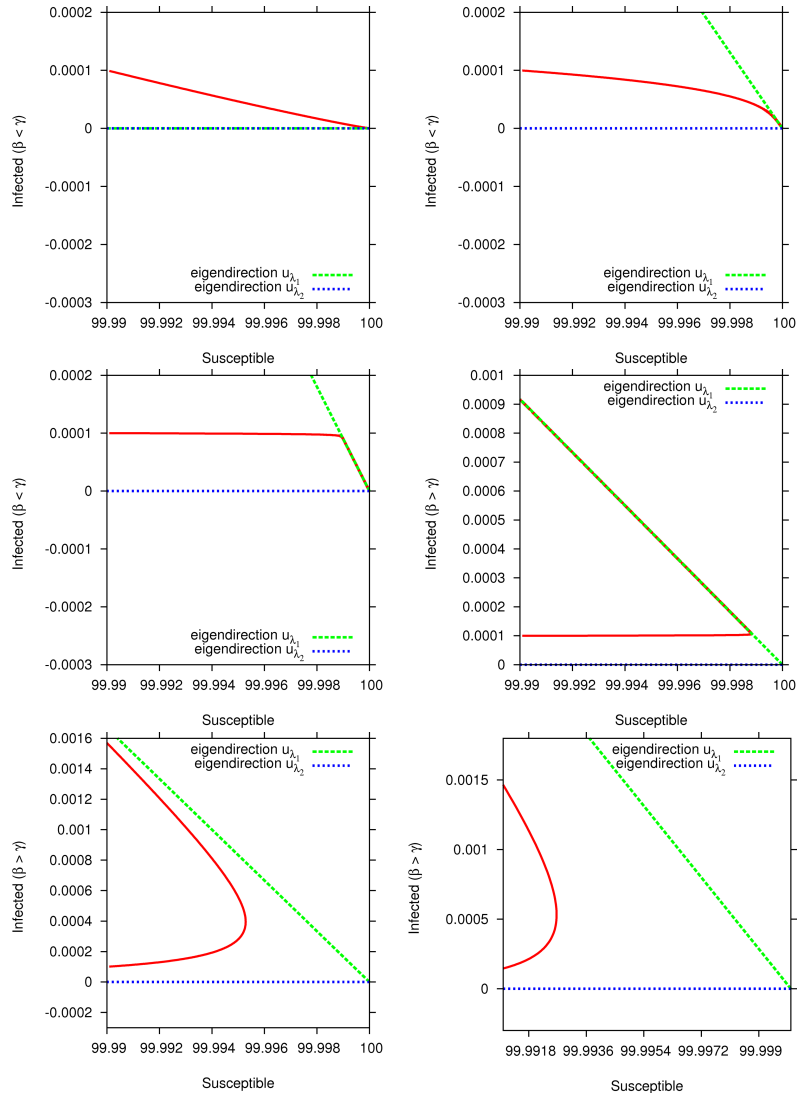 0.0002
0.0001
0
-0.0001
-0.0002
-0.0003
Infected (β < γ)
eigendirection u_λ1
eigendirection u_λ2
99.99 99.992 99.994 99.996 99.998 100
Susceptible
0.0002
0.0001
0
-0.0001
-0.0002
-0.0003
Infected (β < γ)
eigendirection u_λ1
eigendirection u_λ2
99.99 99.992 99.994 99.996 99.998 100
Susceptible
0.0002
0.0001
0
-0.0001
-0.0002
-0.0003
Infected (β < γ)
eigendirection u_λ1
eigendirection u_λ2
99.99 99.992 99.994 99.996 99.998 100
Susceptible
0.001
0.0009
0.0008
0.0007
0.0006
0.0005
0.0004
0.0003
0.0002
0.0001
0
Infected (β > γ)
eigendirection u_λ1
eigendirection u_λ2
99.99 99.992 99.994 99.996 99.998 100
Susceptible
0.0016
0.0014
0.0012
0.001
0.0008
0.0006
0.0004
0.0002
0
-0.0002
Infected (β > γ)
eigendirection u_λ1
eigendirection u_λ2
99.99 99.992 99.994 99.996 99.998 100
Susceptible
0.0015
0.001
0.0005
0
Infected (β > γ)
eigendirection u_λ1
eigendirection u_λ2
99.9918 99.9936 99.9954 99.9972 99.999
Susceptible